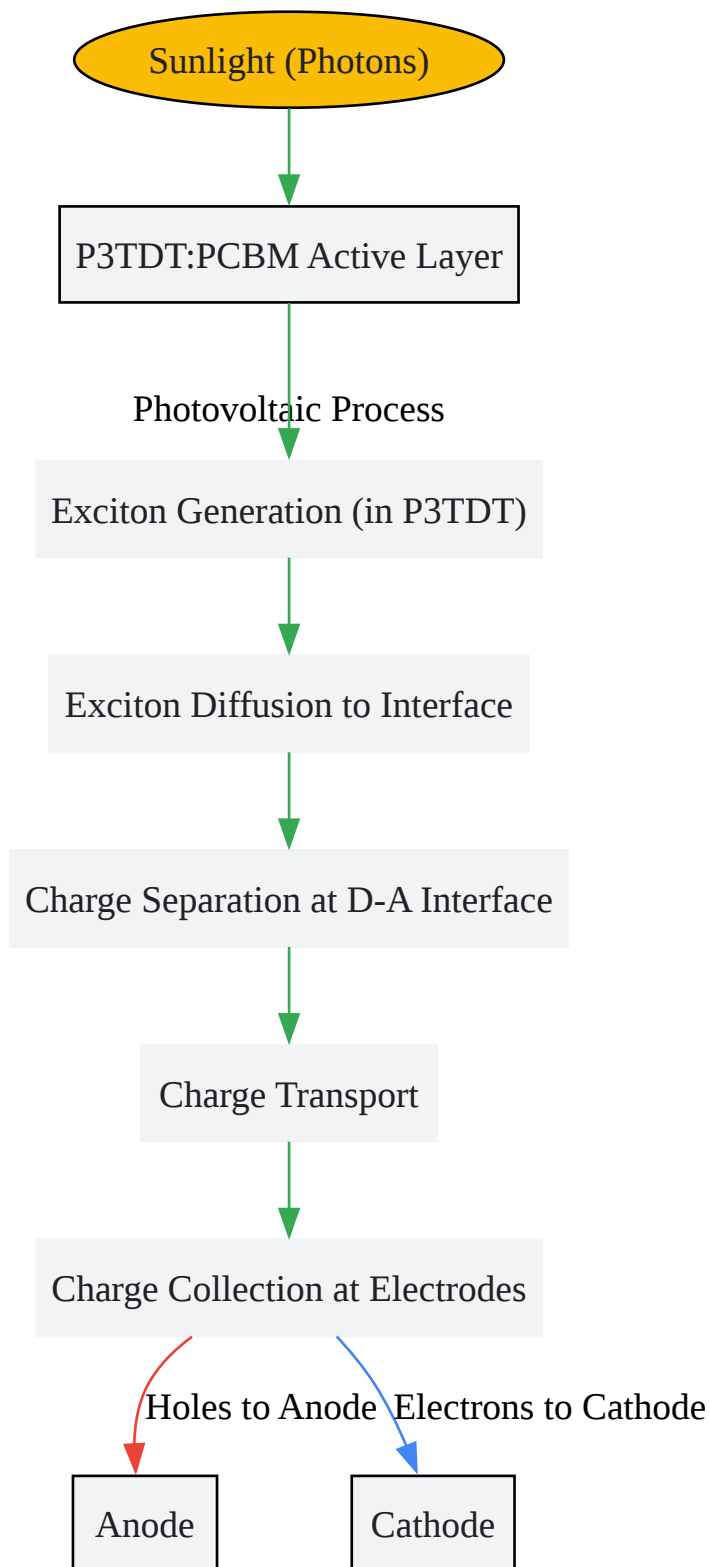 Sunlight (Photons)
P3TDT:PCBM Active Layer
Photovoltaic Process
Exciton Generation (in P3TDT)
Exciton Diffusion to Interface
Charge Separation at D-A Interface
Charge Transport
Charge Collection at Electrodes
Holes to Anode
Electrons to Cathode
Anode
Cathode